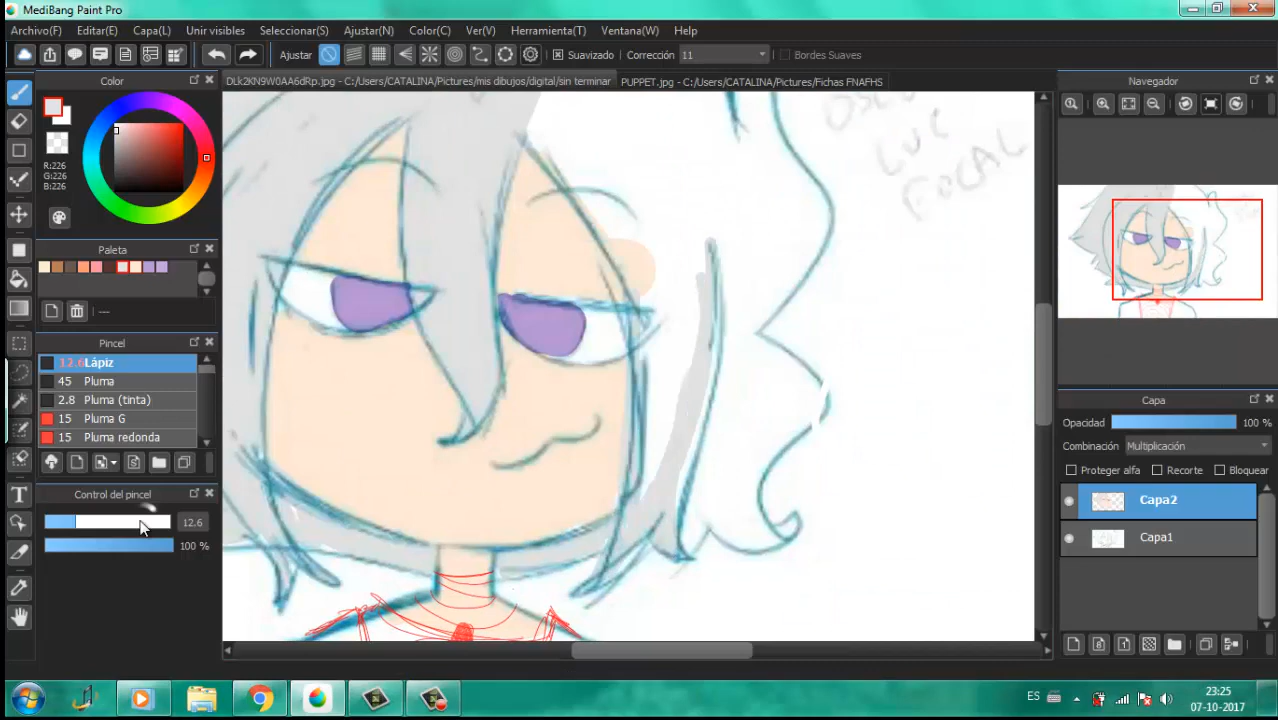 MediBang Paint Pro
Archivo(F) Editar(E) Capa(L) Unir visibles Seleccionar(S) Ajustar(N) Color(C) Ver(V) Herramienta(T) Ventana(W) Help
Ajustar Suavizado Corrección 11 Bordes Suaves
Color
DLk2KN9W0AA6dRp.jpg - C:/Users/CATALINA/Pictures/mis dibujos/digital/sin terminar
PUPPET.jpg - C:/Users/CATALINA/Pictures/Fichas FNAFHS
Navegador
R:226
G:226
B:226
LUC
FOCAL
Paleta
---
Pincel
12.6 Lápiz
45 Pluma
2.8 Pluma (tinta)
15 Pluma G
15 Pluma redonda
Control del pincel
12.6
100 %
Capa
Opacidad 100 %
Combinación Multiplicación
Proteger alfa Recorte Bloquear
Capa2
Capa1
ES
23:25
07-10-2017